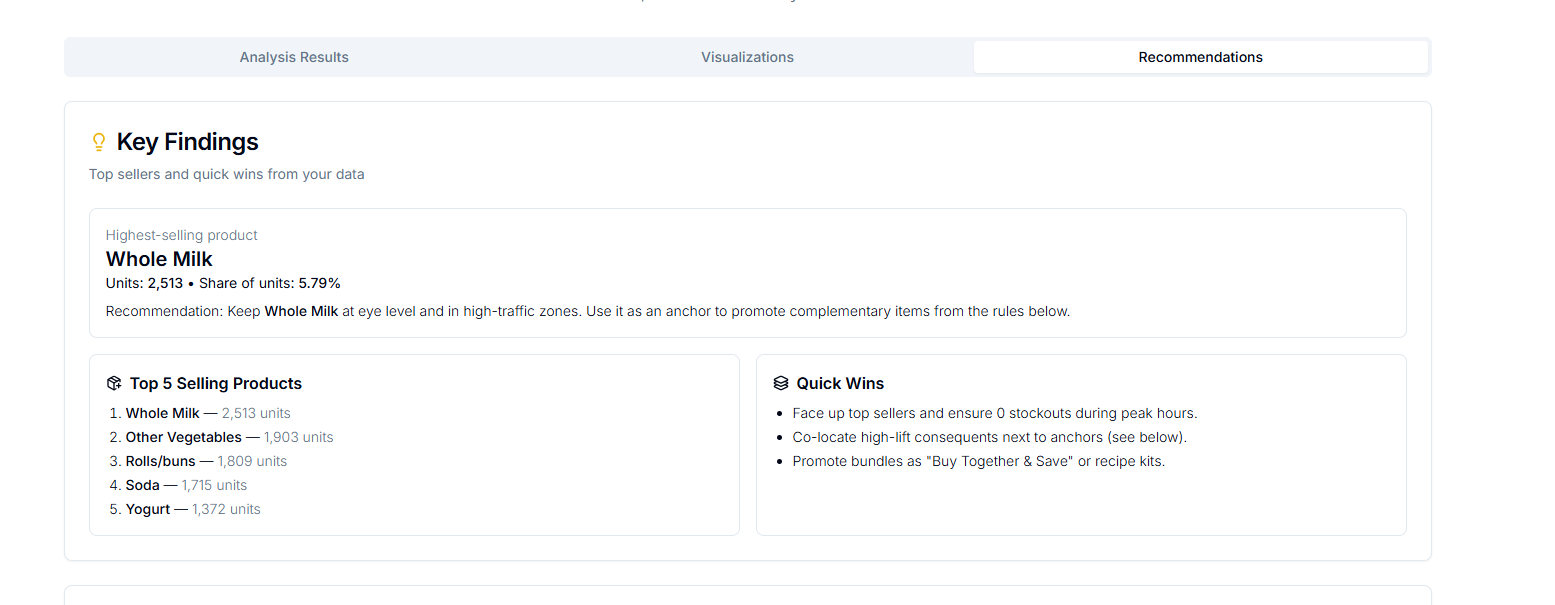 Analysis Results
Visualizations
Recommendations
Key Findings
Top sellers and quick wins from your data
Highest-selling product
Whole Milk
Units: 2,513 • Share of units: 5.79%
Recommendation: Keep Whole Milk at eye level and in high-traffic zones. Use it as an anchor to promote complementary items from the rules below.
Top 5 Selling Products
1. Whole Milk — 2,513 units
2. Other Vegetables — 1,903 units
3. Rolls/buns — 1,809 units
4. Soda — 1,715 units
5. Yogurt — 1,372 units
Quick Wins
• Face up top sellers and ensure 0 stockouts during peak hours.
• Co-locate high-lift consequents next to anchors (see below).
• Promote bundles as "Buy Together & Save" or recipe kits.